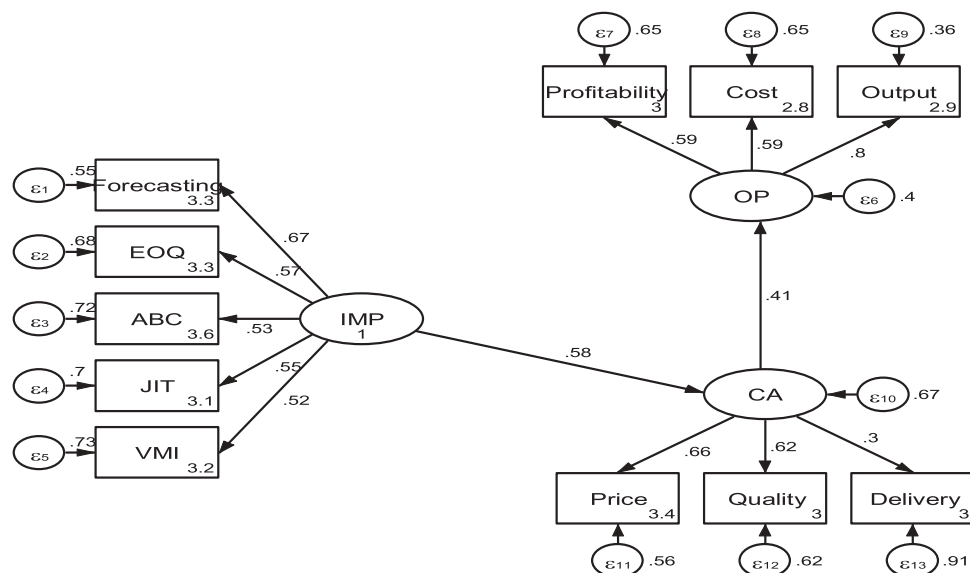 ε7 .65
ε8 .65
ε9 .36
Profitability
3
Cost
2.8
Output
2.9
.59
.59
.8
OP
ε6 .4
ε1 .55
Forecasting
3.3
ε2 .68
EOQ
3.3
ε3 .72
ABC
3.6
ε4 .7
JIT
3.1
ε5 .73
VMI
3.2
.67
.57
.53
.55
.52
IMP
1
.41
.58
CA
ε10 .67
.66
.62
.3
Price
3.4
Quality
3
Delivery
3
ε11 .56
ε12 .62
ε13 .91